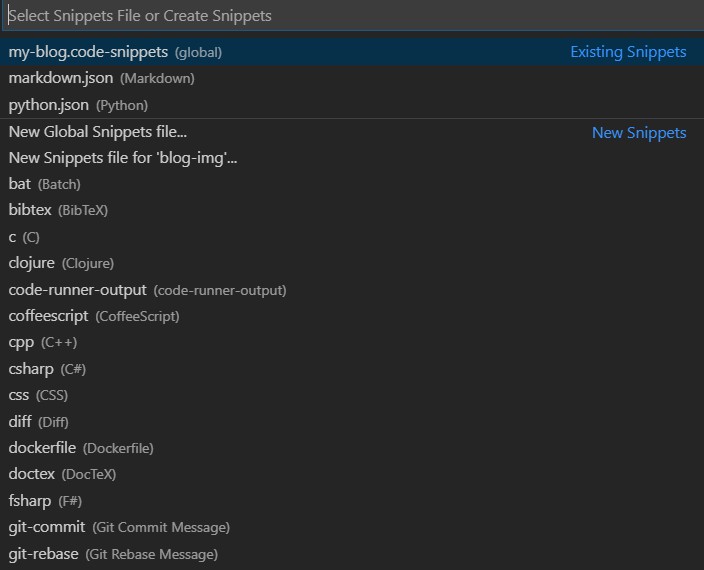 Select Snippets File or Create Snippets
my-blog.code-snippets (global) Existing Snippets
markdown.json (Markdown)
python.json (Python)
New Global Snippets file... New Snippets
New Snippets file for 'blog-img'...
bat (Batch)
bibtex (BibTeX)
c (C)
clojure (Clojure)
code-runner-output (code-runner-output)
coffeescript (CoffeeScript)
cpp (C++)
csharp (C#)
css (CSS)
diff (Diff)
dockerfile (Dockerfile)
doctex (DocTeX)
fsharp (F#)
git-commit (Git Commit Message)
git-rebase (Git Rebase Message)